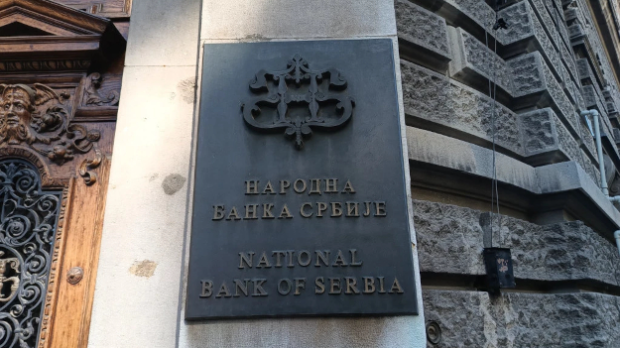 НАРОДНА
БАНКА СРБИЈЕ
NATIONAL
BANK OF SERBIA